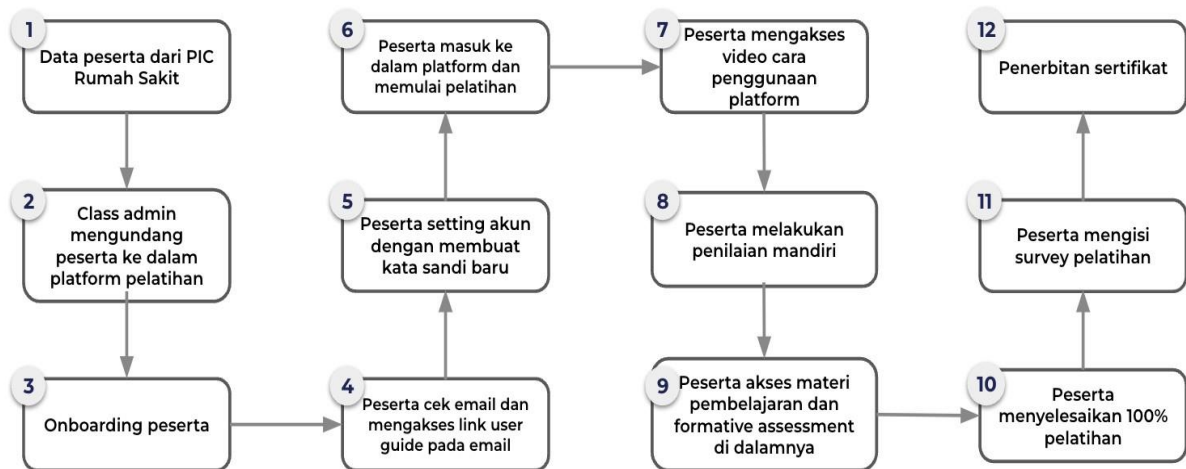 1
Data peserta dari PIC
Rumah Sakit
2
Class admin
mengundang
peserta ke dalam
platform pelatihan
3
Onboarding peserta
4
Peserta cek email dan
mengakses link user
guide pada email
5
Peserta setting akun
dengan membuat
kata sandi baru
6
Peserta masuk ke
dalam platform dan
memulai pelatihan
7
Peserta mengakses
video cara
penggunaan
platform
8
Peserta melakukan
penilaian mandiri
9
Peserta akses materi
pembelajaran dan
formative assessment
di dalamnya
10
Peserta
menyelesaikan 100%
pelatihan
11
Peserta mengisi
survey pelatihan
12
Penerbitan sertifikat